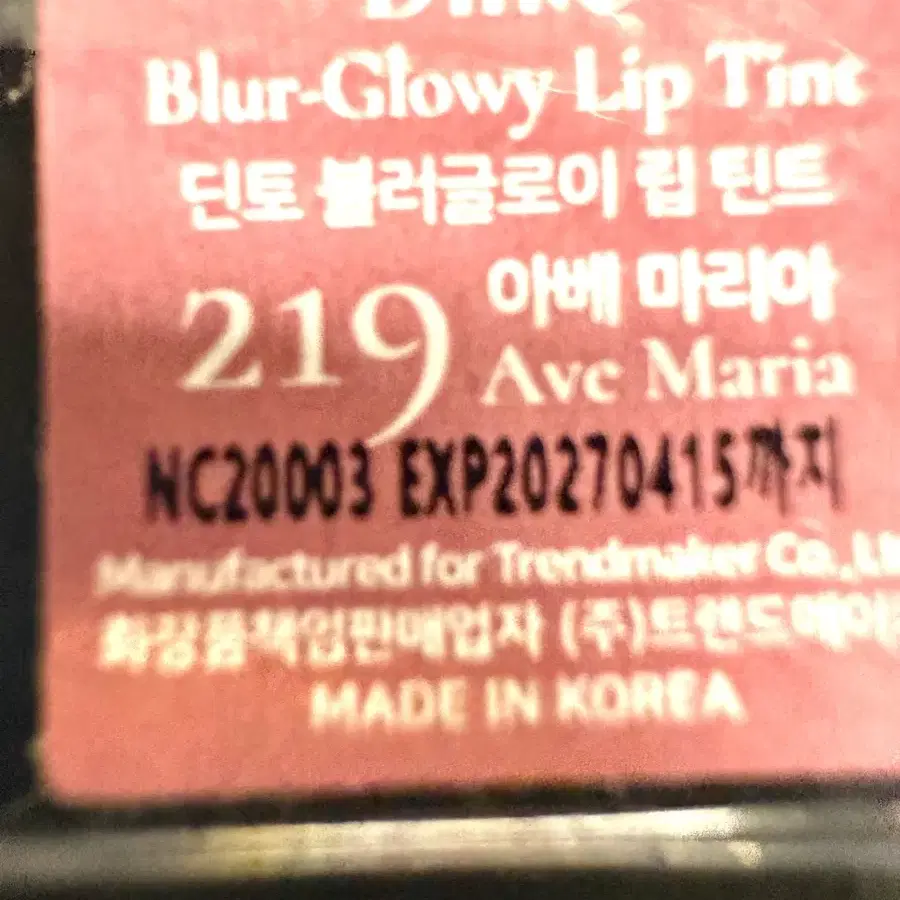 Blur-Glowy Lip Tint
딘토 블러글로이 립 틴트
219
아베 마리아
Ave Maria
NC20003 EXP20270415까지
Manufactured for Trendmaker Co.,Lt
화장품책임판매업자 (주)트렌드메이
MADE IN KOREA